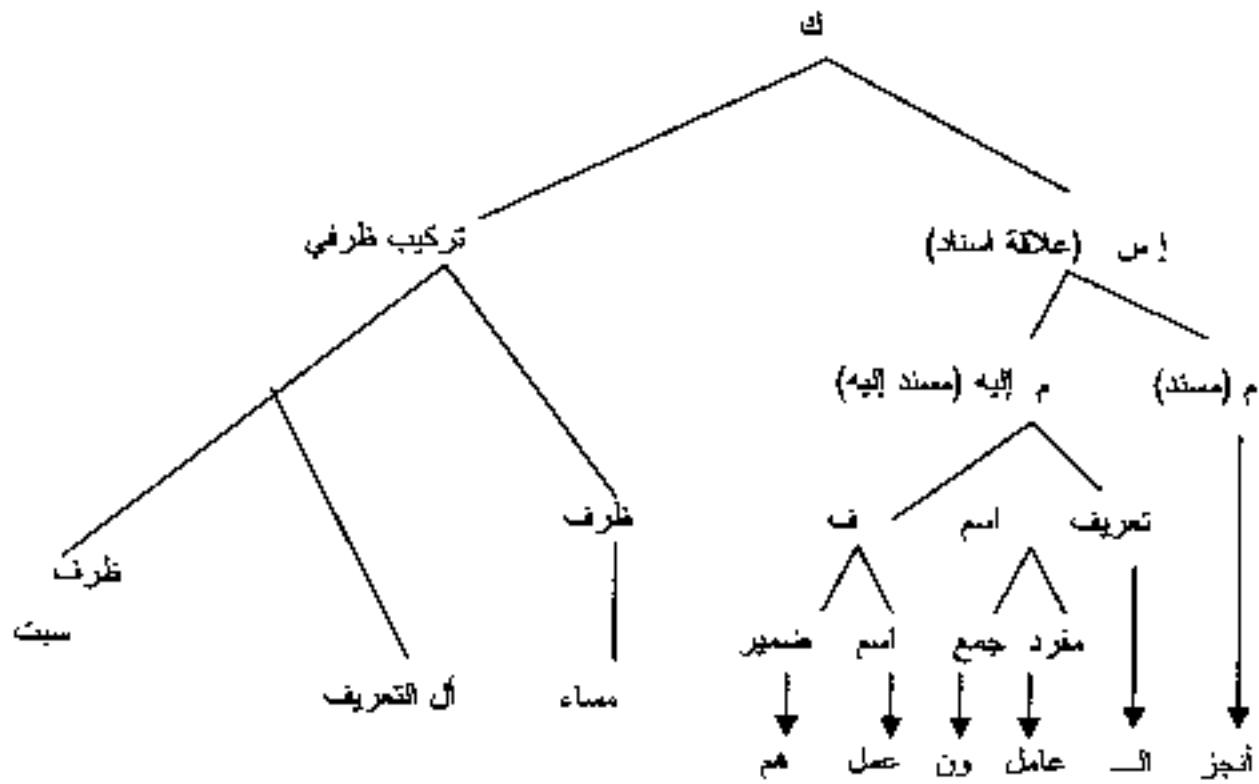 ك
إ س (علاقة اسناد) تركيب ظرفي
م (مسند) م إليه (مسند إليه)
تعريف اسم ف ظرف
ظرف
مفرد جمع اسم ضمير سبت
مساء أل التعريف
أنجز الـــ عامل ون عمل هم